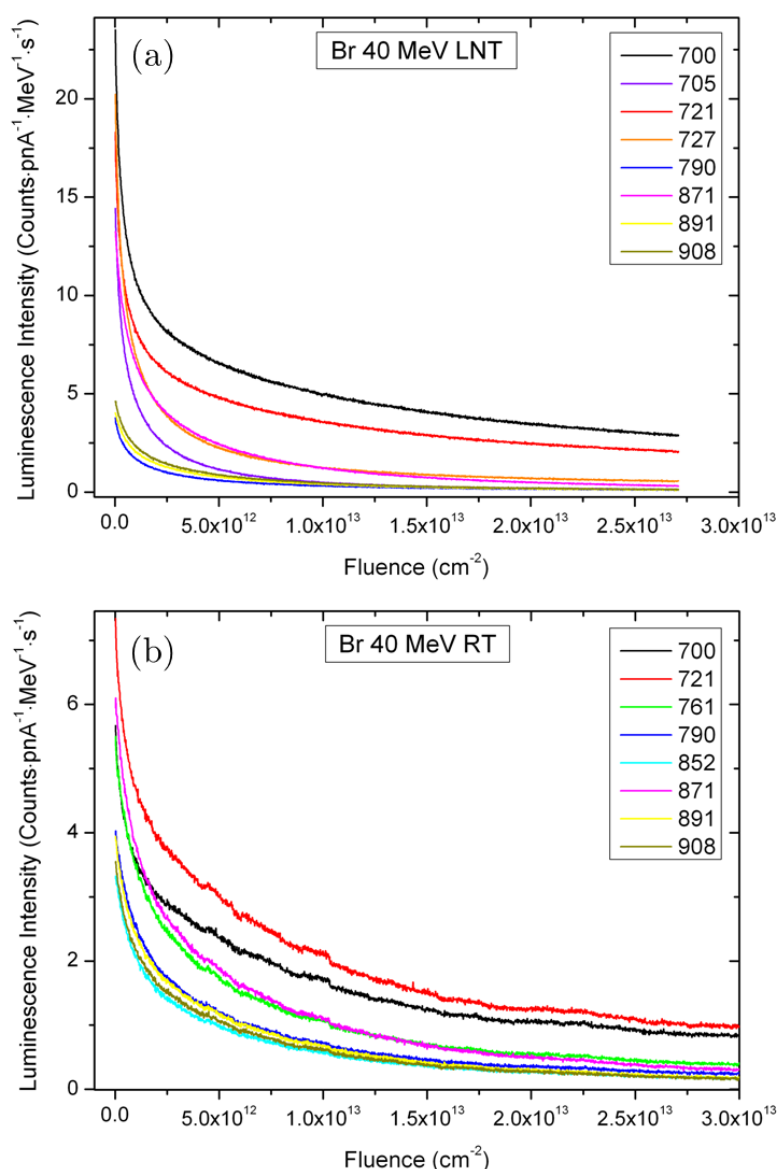 (a)
Br 40 MeV LNT
700
705
721
727
790
871
891
908
Luminescence Intensity (Counts·pnA⁻¹·MeV⁻¹·s⁻¹)
20
15
10
5
0
0.0 5.0x10¹² 1.0x10¹³ 1.5x10¹³ 2.0x10¹³ 2.5x10¹³ 3.0x10¹³
Fluence (cm⁻²)
(b)
Br 40 MeV RT
700
721
761
790
852
871
891
908
Luminescence Intensity (Counts·pnA⁻¹·MeV⁻¹·s⁻¹)
6
4
2
0
0.0 5.0x10¹² 1.0x10¹³ 1.5x10¹³ 2.0x10¹³ 2.5x10¹³ 3.0x10¹³
Fluence (cm⁻²)